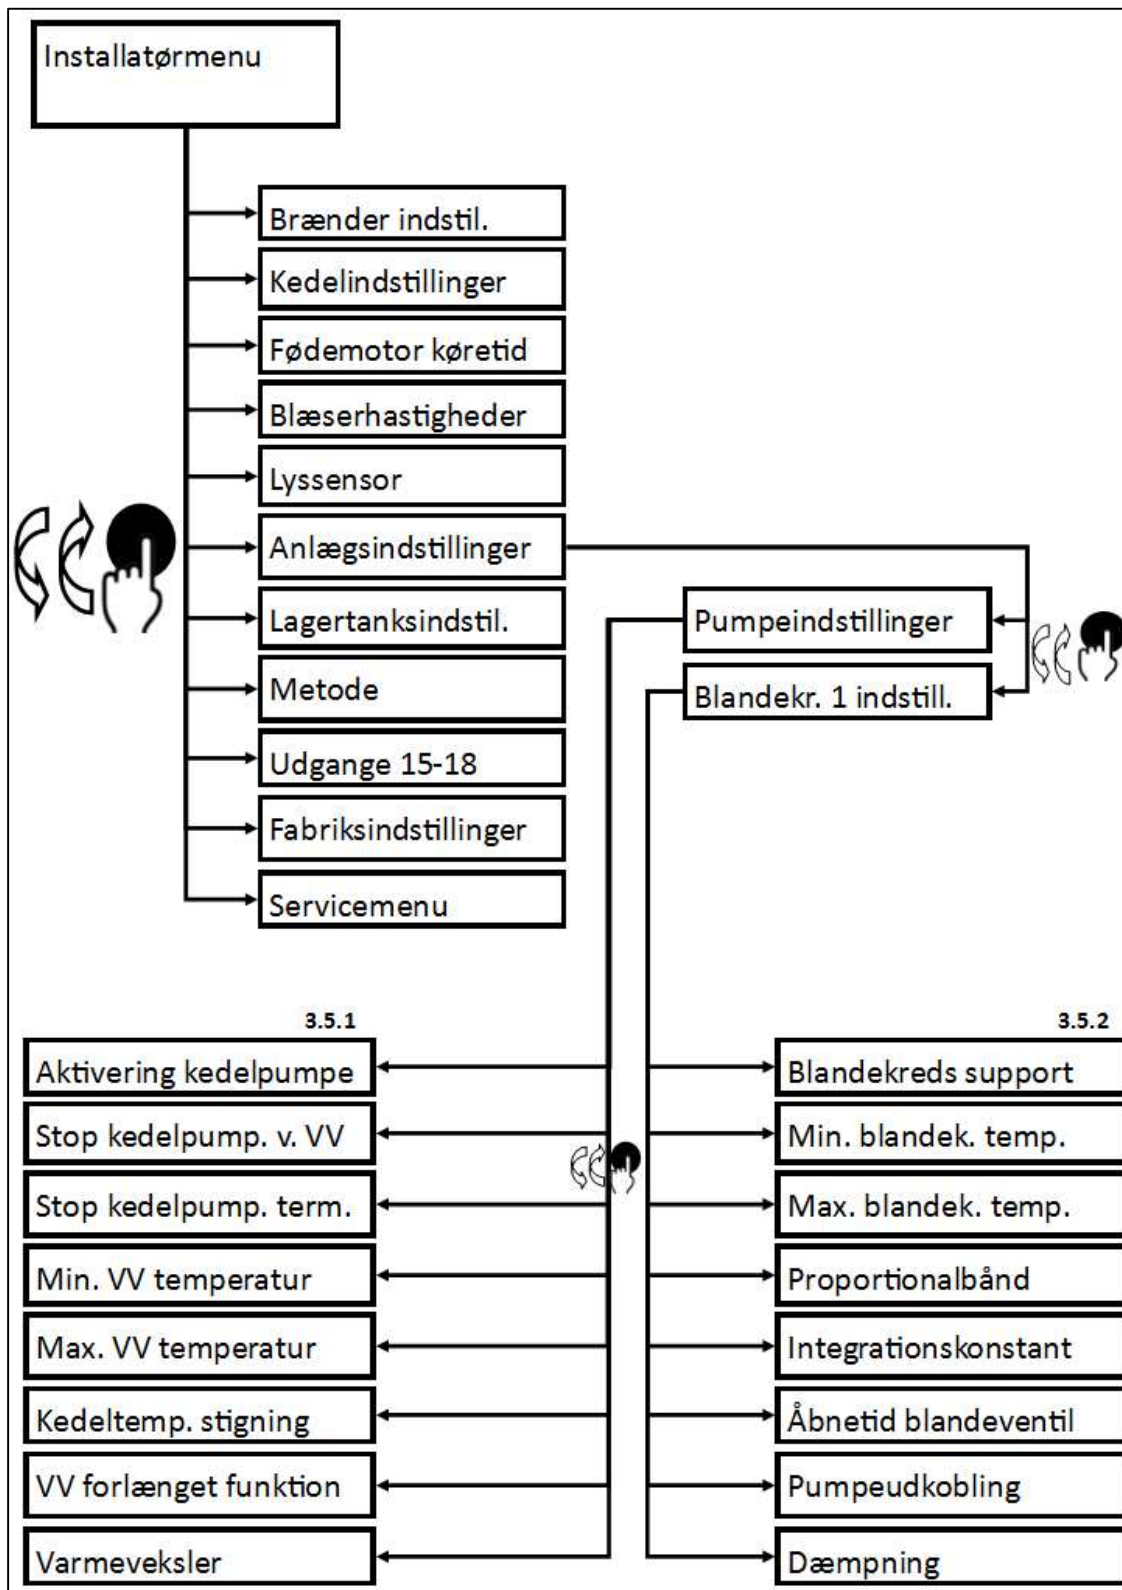 Installatørmenu
Brænder indstil.
Kedelindstillinger
Fødemotor køretid
Blæserhastigheder
Lyssensor
Anlægsindstillinger
Lagertanksindstil.
Metode
Udgange 15-18
Fabriksindstillinger
Servicemenu
Pumpeindstillinger
Blandekr. 1 indstill.
3.5.1
Aktivering kedelpumpe
Stop kedelpump. v. VV
Stop kedelpump. term.
Min. VV temperatur
Max. VV temperatur
Kedeltemp. stigning
VV forlænget funktion
Varmeveksler
3.5.2
Blandekreds support
Min. blandek. temp.
Max. blandek. temp.
Proportionalbånd
Integrationskonstant
Åbnetid blandeventil
Pumpeudkobling
Dæmpning